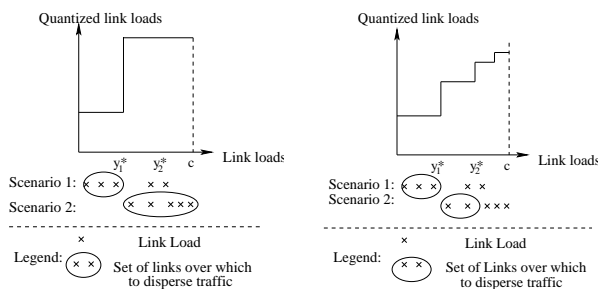 Quantized link loads
y₁* y₂* c Link loads
Scenario 1:
Scenario 2:
Link Load
Legend:
Set of links over which
to disperse traffic
Quantized link loads
y₁* y₂* c Link loads
Scenario 1:
Scenario 2:
Link Load
Legend:
Set of Links over which
to disperse traffic